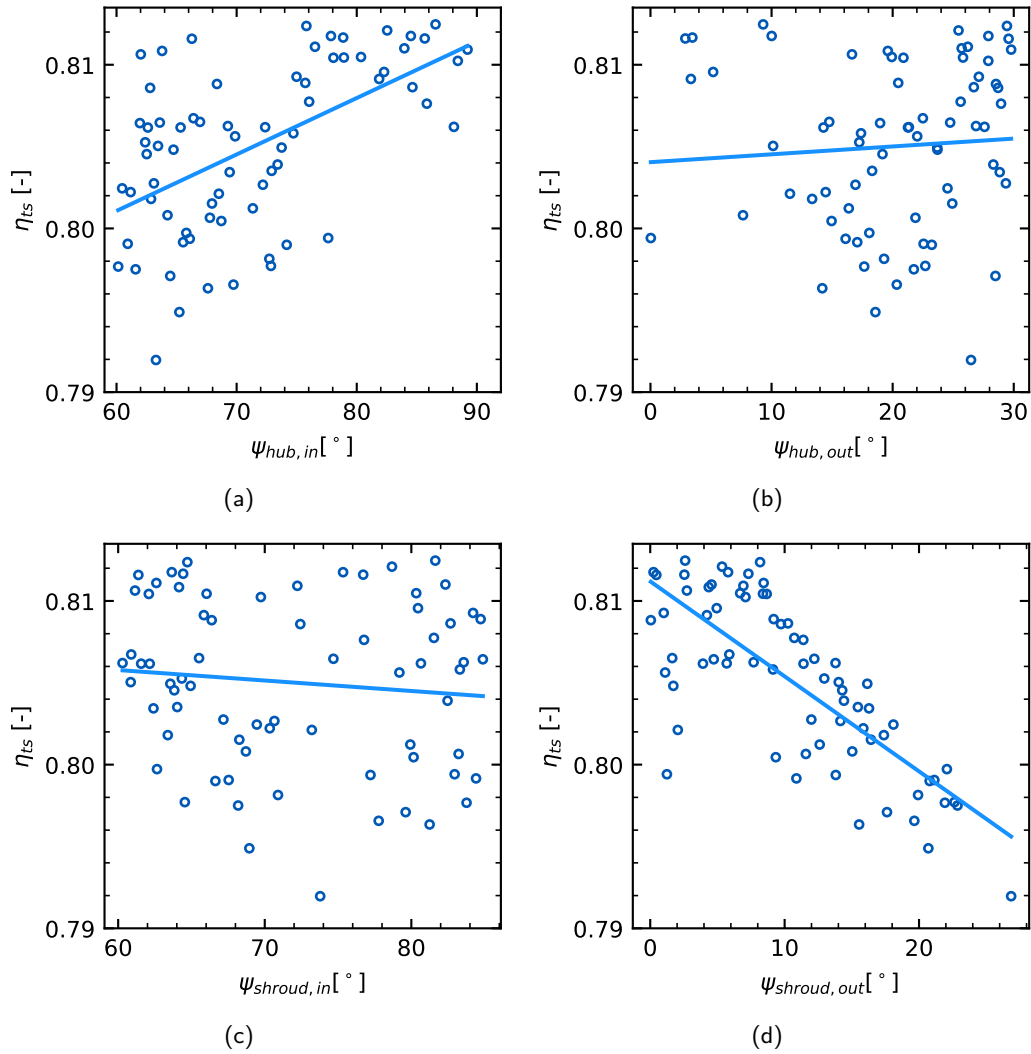 η_ts [-]
0.81
0.80
0.79
60 70 80 90
ψ_hub,in[°]
(a)
η_ts [-]
0.81
0.80
0.79
0 10 20 30
ψ_hub,out[°]
(b)
η_ts [-]
0.81
0.80
0.79
60 70 80
ψ_shroud,in[°]
(c)
η_ts [-]
0.81
0.80
0.79
0 10 20
ψ_shroud,out[°]
(d)